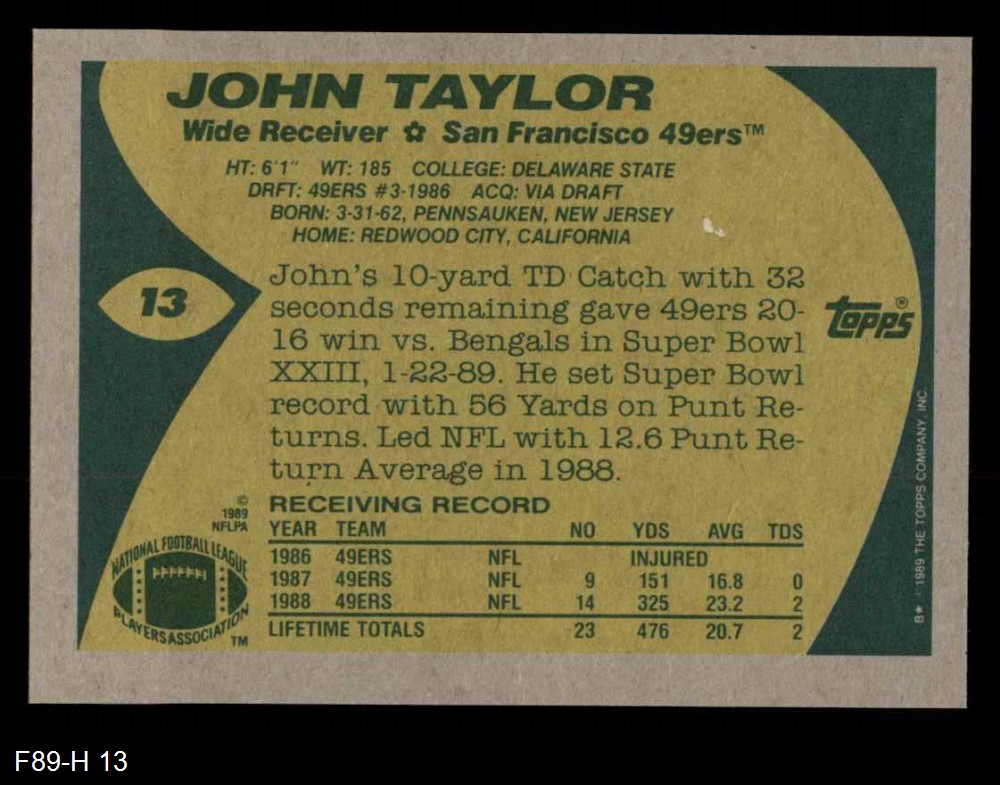 JOHN TAYLOR
Wide Receiver ✿ San Francisco 49ers™
HT: 6'1" WT: 185 COLLEGE: DELAWARE STATE
DRFT: 49ERS #3-1986 ACQ: VIA DRAFT
BORN: 3-31-62, PENNSAUKEN, NEW JERSEY
HOME: REDWOOD CITY, CALIFORNIA
13
John's 10-yard TD Catch with 32
seconds remaining gave 49ers 20-
16 win vs. Bengals in Super Bowl
XXIII, 1-22-89. He set Super Bowl
record with 56 Yards on Punt Re-
turns. Led NFL with 12.6 Punt Re-
turn Average in 1988.
topps®
© 1989 NFLPA
NATIONAL FOOTBALL LEAGUE
PLAYERS ASSOCIATION ™
RECEIVING RECORD
YEAR TEAM NO YDS AVG TDS
1986 49ERS NFL INJURED
1987 49ERS NFL 9 151 16.8 0
1988 49ERS NFL 14 325 23.2 2
LIFETIME TOTALS 23 476 20.7 2
8★ © 1989 THE TOPPS COMPANY, INC.
F89-H 13